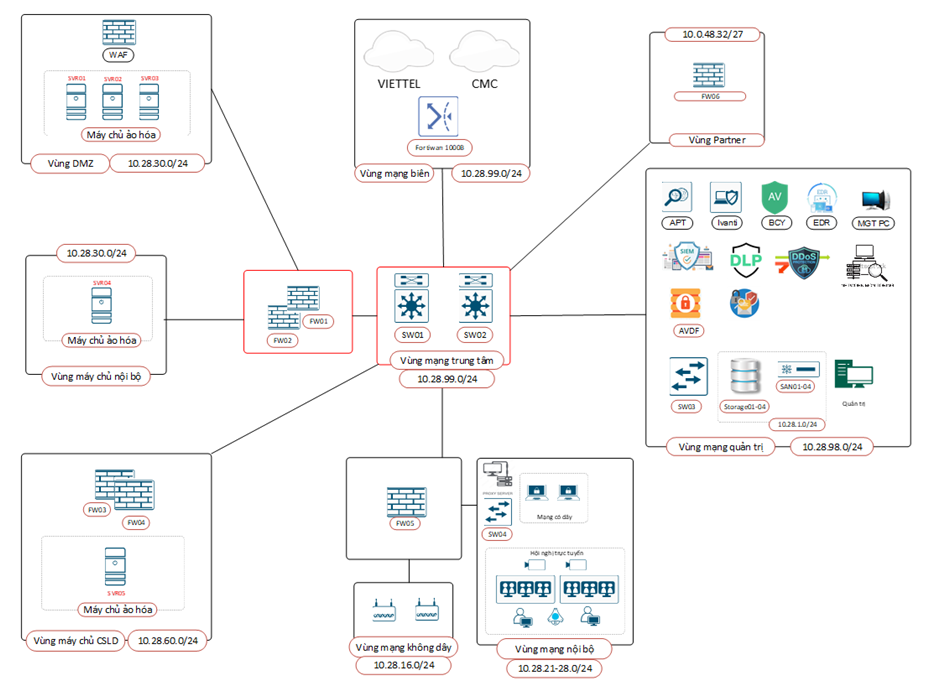 WAF
SVR01
SVR02
SVR03
Máy chủ ảo hóa
Vùng DMZ
10.28.30.0/24
VIETTEL
CMC
Fortiwan 1000B
Vùng mạng biên
10.28.99.0/24
10.0.48.32/27
FW06
Vùng Partner
APT
Ivanti
AV
BCY
EDR
EDR
MGT PC
SIEM
DLP
DDoS
AVDF
SW03
Storage01-04
SAN01-04
10.28.1.0/24
Quản trị
Vùng mạng quản trị
10.28.98.0/24
10.28.30.0/24
SVR04
Máy chủ ảo hóa
Vùng máy chủ nội bộ
FW01
FW02
SW01
SW02
Vùng mạng trung tâm
10.28.99.0/24
FW03
FW04
SVR05
Máy chủ ảo hóa
Vùng máy chủ CSLD
10.28.60.0/24
FW05
Vùng mạng không dây
10.28.16.0/24
PROXY SERVER
SW04
Mạng có dây
Hội nghị trực tuyến
Vùng mạng nội bộ
10.28.21-28.0/24